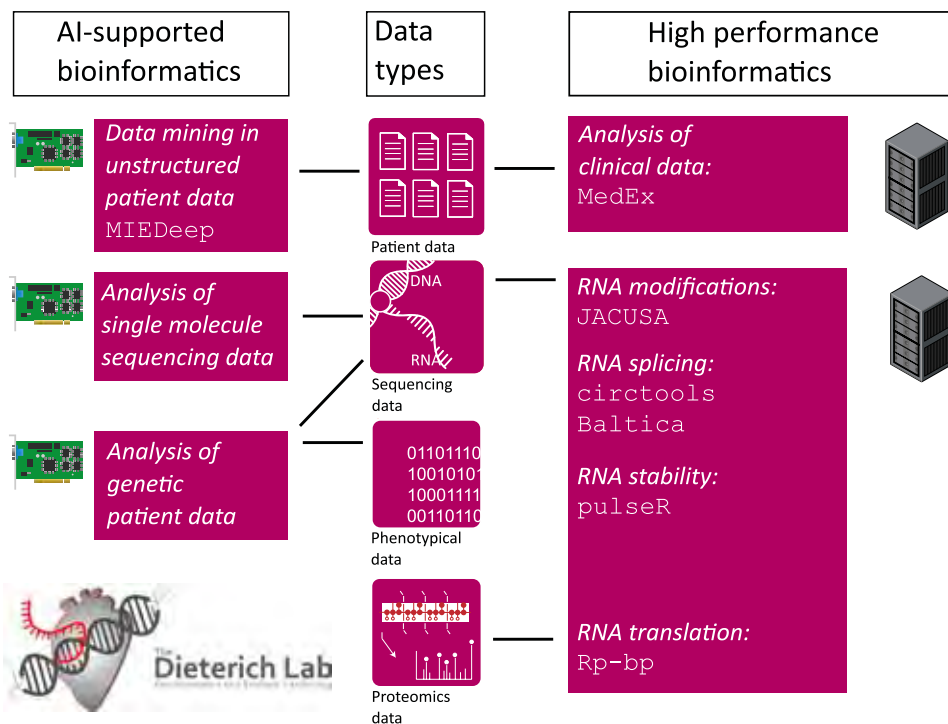 AI-supported
bioinformatics
Data
types
High performance
bioinformatics
Data mining in
unstructured
patient data
MIEDeep
Patient data
Analysis of
clinical data:
MedEx
Analysis of
single molecule
sequencing data
DNA
RNA
Sequencing
data
RNA modifications:
JACUSA
RNA splicing:
circtools
Baltica
RNA stability:
pulseR
Analysis of
genetic
patient data
01101110
10010101
10001111
00110110
Phenotypical
data
RNA translation:
Rp-bp
Proteomics
data
The
Dieterich Lab